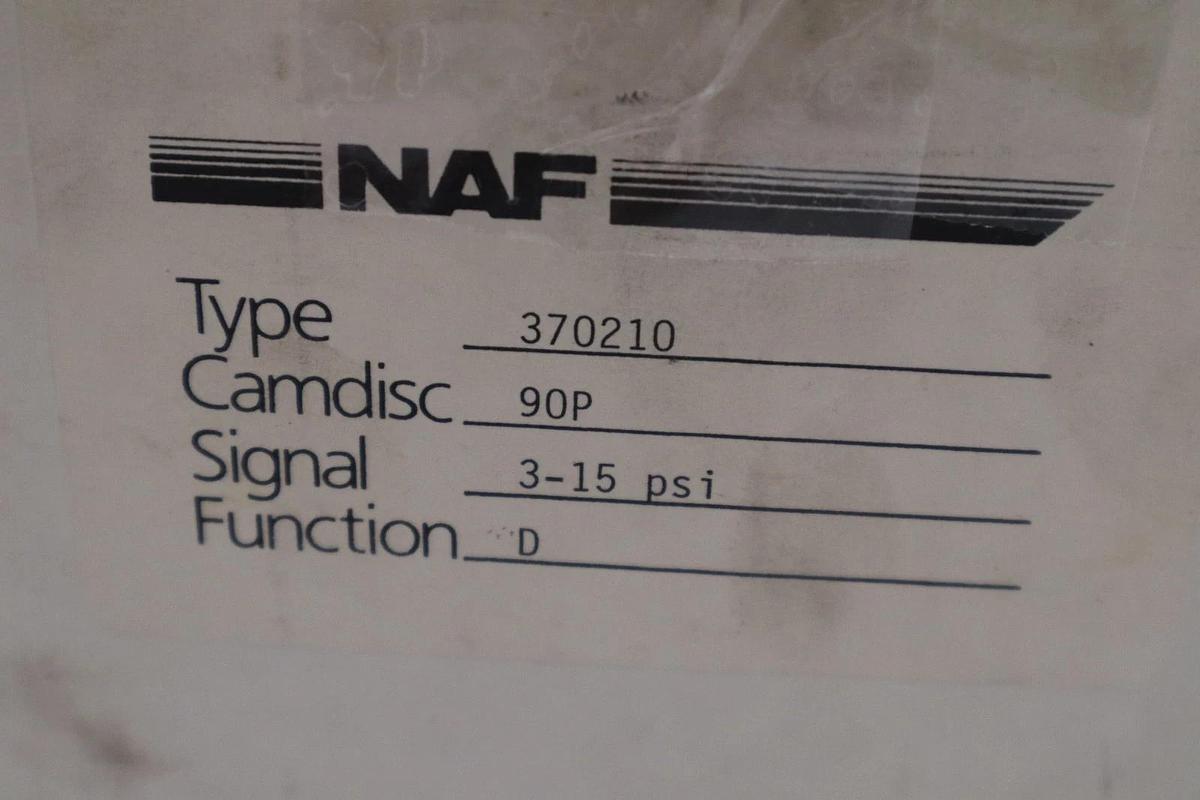 NAF
Type 370210
Camdisc 90P
Signal 3-15 psi
Function D